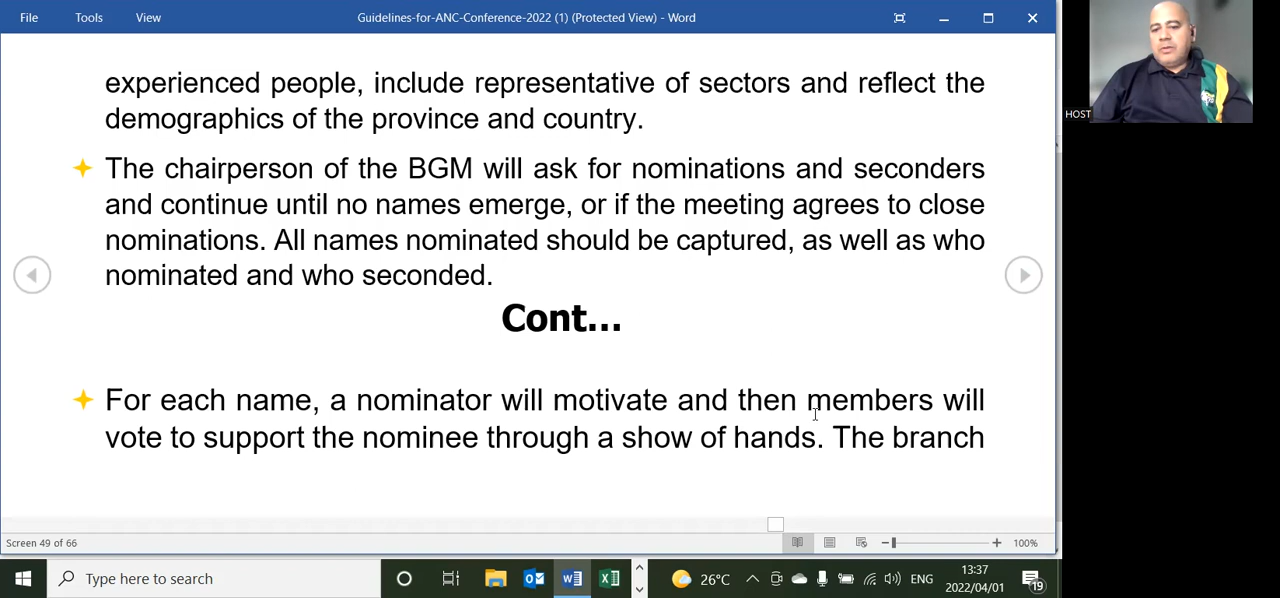 File Tools View Guidelines-for-ANC-Conference-2022 (1) (Protected View) - Word
experienced people, include representative of sectors and reflect the
demographics of the province and country.
The chairperson of the BGM will ask for nominations and seconders
and continue until no names emerge, or if the meeting agrees to close
nominations. All names nominated should be captured, as well as who
nominated and who seconded.
Cont...
For each name, a nominator will motivate and then members will
vote to support the nominee through a show of hands. The branch
HOST
Screen 49 of 66 100%
Type here to search 26°C ENG 13:37
2022/04/01 19